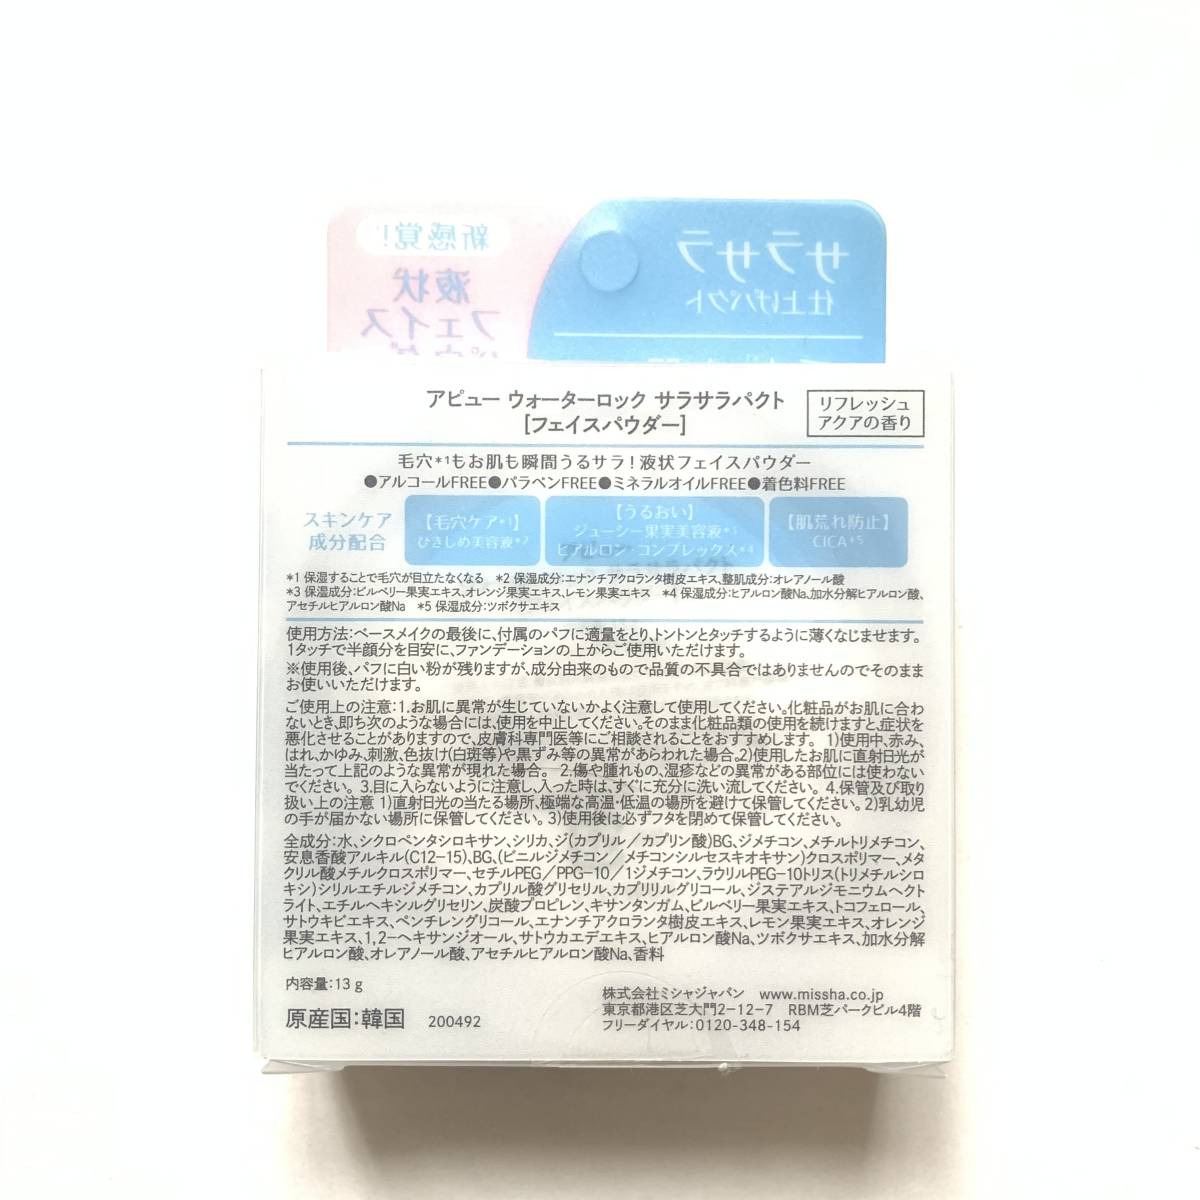 新感覚!
液状
フェイス
サラサラ
仕上げパクト
アピュー ウォーターロック サラサラパクト
[フェイスパウダー]
リフレッシュ
アクアの香り
毛穴*1もお肌も瞬間うるサラ!液状フェイスパウダー
●アルコールFREE●パラベンFREE●ミネラルオイルFREE●着色料FREE
スキンケア
成分配合
【毛穴ケア*1】
ひきしめ美容液*2
【うるおい】
ジューシー果実美容液*3
ヒアルロン・コンプレックス*4
【肌荒れ防止】
CICA*5
*1 保湿することで毛穴が目立たなくなる *2 保湿成分:エナンチアクロランタ樹皮エキス、整肌成分:オレアノール酸
*3 保湿成分:ビルベリー果実エキス、オレンジ果実エキス、レモン果実エキス *4 保湿成分:ヒアルロン酸Na、加水分解ヒアルロン酸、
アセチルヒアルロン酸Na *5 保湿成分:ツボクサエキス
使用方法:ベースメイクの最後に、付属のパフに適量をとり、トントンとタッチするように薄くなじませます。
1タッチで半顔分を目安に、ファンデーションの上からご使用いただけます。
※使用後、パフに白い粉が残りますが、成分由来のもので品質の不具合ではありませんのでそのまま
お使いいただけます。
ご使用上の注意:1.お肌に異常が生じていないかよく注意して使用してください。化粧品がお肌に合わ
ないとき、即ち次のような場合には、使用を中止してください。そのまま化粧品類の使用を続けますと、症状を
悪化させることがありますので、皮膚科専門医等にご相談されることをおすすめします。 1)使用中、赤み、
はれ、かゆみ、刺激、色抜け(白斑等)や黒ずみ等の異常があらわれた場合。2)使用したお肌に直射日光が
当たって上記のような異常が現れた場合。 2.傷や腫れもの、湿疹などの異常がある部位には使わない
でください。 3.目に入らないように注意し、入った時は、すぐに充分に洗い流してください。 4.保管及び取り
扱い上の注意 1)直射日光の当たる場所、極端な高温・低温の場所を避けて保管してください。 2)乳幼児
の手が届かない場所に保管してください。 3)使用後は必ずフタを閉めて保管してください。
全成分:水、シクロペンタシロキサン、シリカ、ジ(カプリル/カプリン酸)BG、ジメチコン、メチルトリメチコン、
安息香酸アルキル(C12-15)、BG、(ビニルジメチコン/メチコンシルセスキオキサン)クロスポリマー、メタ
クリル酸メチルクロスポリマー、セチルPEG/PPG-10/1ジメチコン、ラウリルPEG-10トリス(トリメチルシロ
キシ)シリルエチルジメチコン、カプリル酸グリセリル、カプリリルグリコール、ジステアルジモニウムヘクト
ライト、エチルヘキシルグリセリン、炭酸プロピレン、キサンタンガム、ビルベリー果実エキス、トコフェロール、
サトウキビエキス、ペンチレングリコール、エナンチアクロランタ樹皮エキス、レモン果実エキス、オレンジ
果実エキス、1,2-ヘキサンジオール、サトウカエデエキス、ヒアルロン酸Na、ツボクサエキス、加水分解
ヒアルロン酸、オレアノール酸、アセチルヒアルロン酸Na、香料
内容量:13 g
原産国:韓国 200492
株式会社ミシャジャパン www.missha.co.jp
東京都港区芝大門2-12-7 RBM芝パークビル4階
フリーダイヤル:0120-348-154